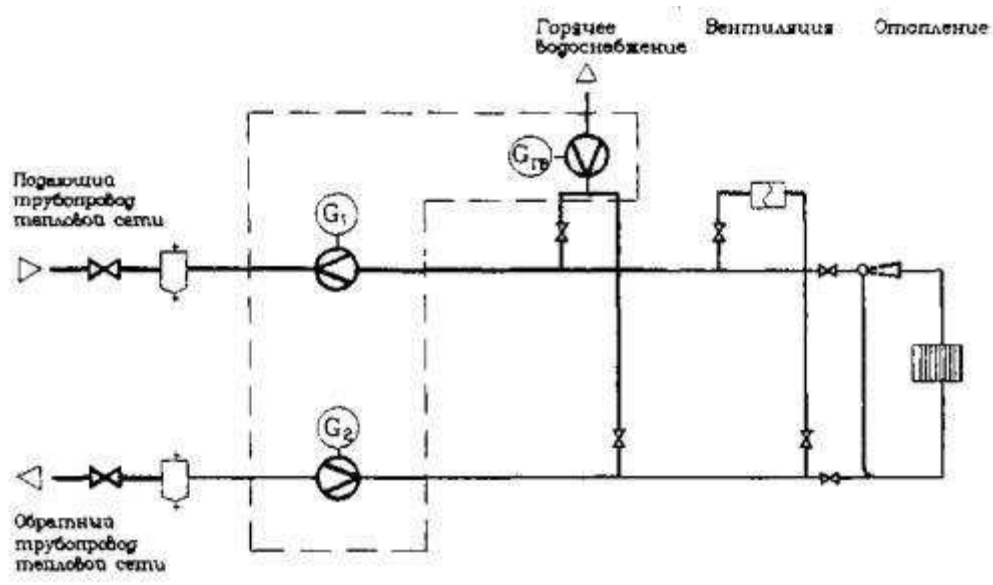 Горячее
водоснабжение
Вентиляция
Отопление
Gгв
Подающий
трубопровод
тепловой сети
G1
G2
Обратный
трубопровод
тепловой сети